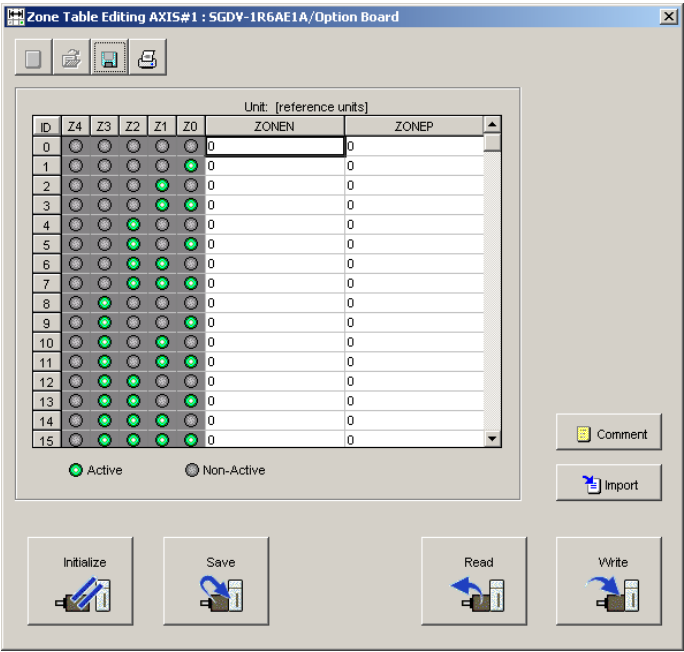 Zone Table Editing AXIS#1 : SGDV-1R6AE1A/Option Board
Unit: [reference units]
ID Z4 Z3 Z2 Z1 Z0 ZONEN ZONEP
0 0 0
1 0 0
2 0 0
3 0 0
4 0 0
5 0 0
6 0 0
7 0 0
8 0 0
9 0 0
10 0 0
11 0 0
12 0 0
13 0 0
14 0 0
15 0 0
Active Non-Active
Comment
Import
Initialize Save Read Write